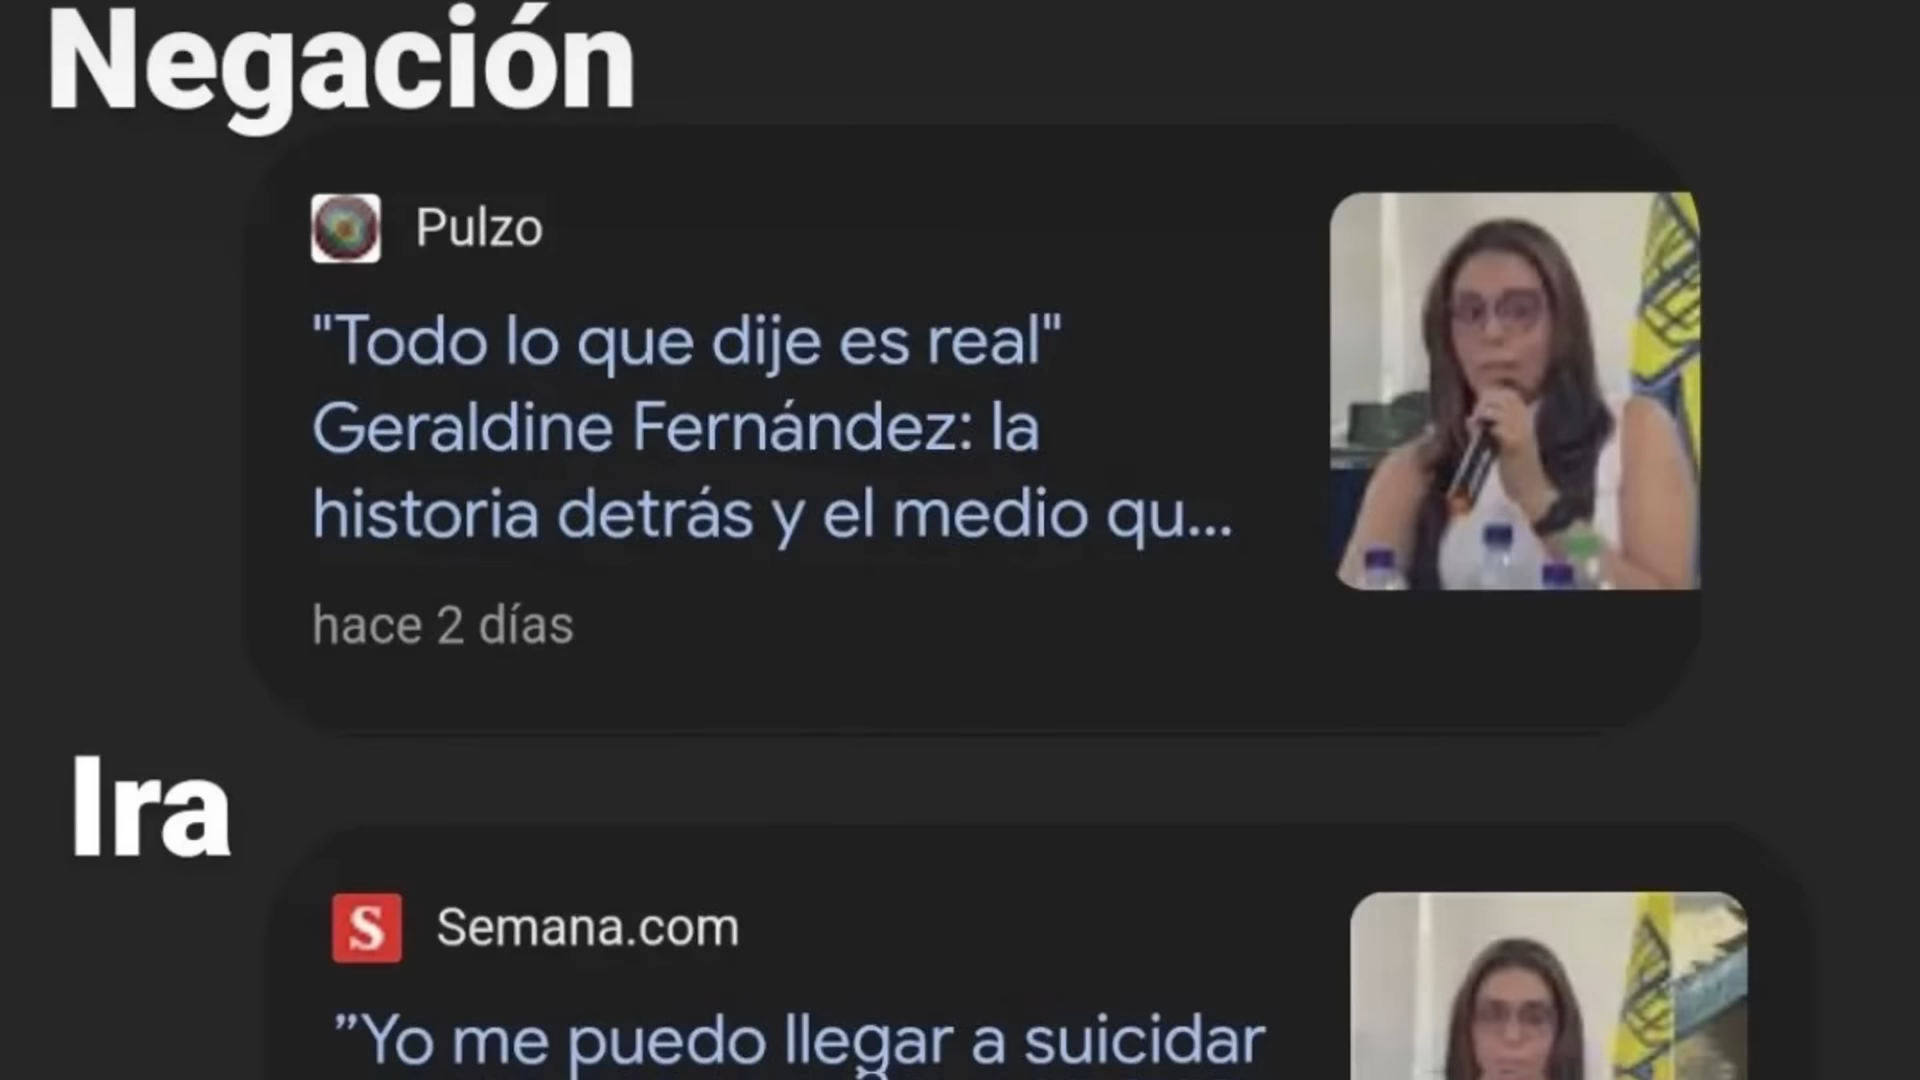 Negación
Pulzo
"Todo lo que dije es real"
Geraldine Fernández: la
historia detrás y el medio qu...
hace 2 días
Ira
S Semana.com
”Yo me puedo llegar a suicidar